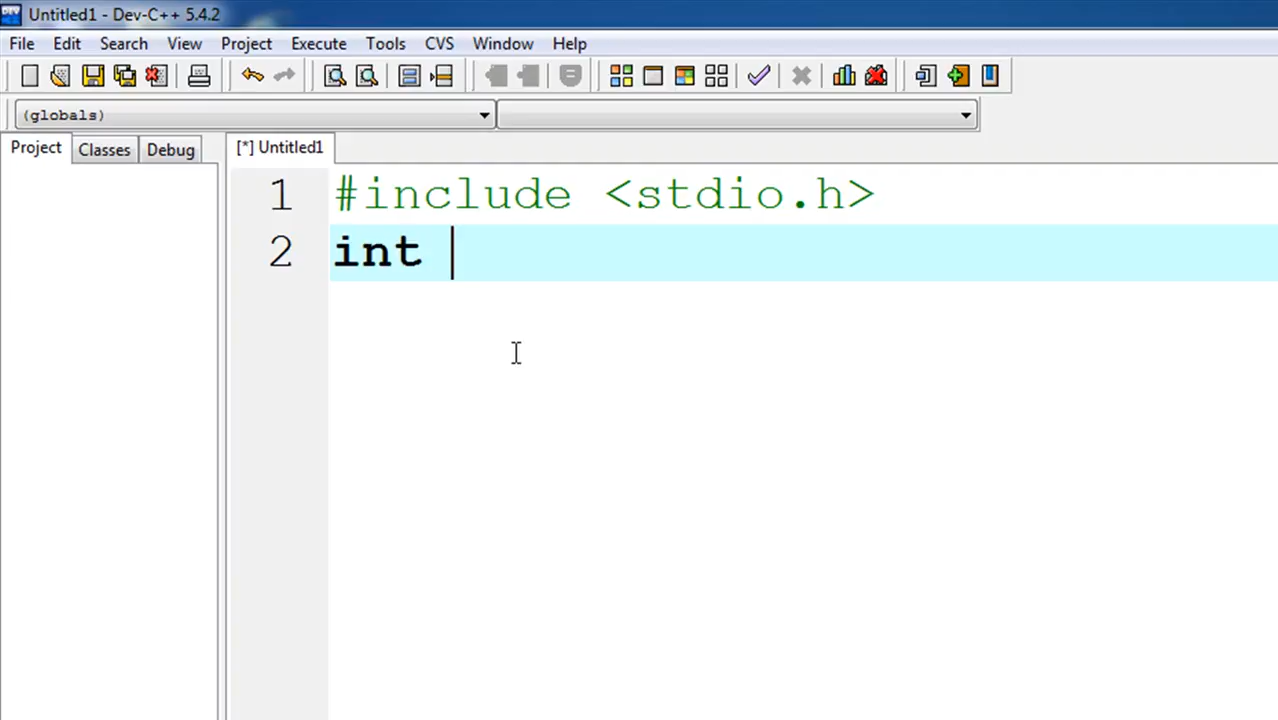 Untitled1 - Dev-C++ 5.4.2
File Edit Search View Project Execute Tools CVS Window Help
(globals)
Project Classes Debug [*] Untitled1
1 #include <stdio.h>
2 int